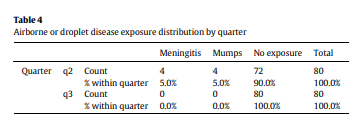 Table 4
Airborne or droplet disease exposure distribution by quarter
Meningitis Mumps No exposure Total
Quarter q2 Count 4 4 72 80
% within quarter 5.0% 5.0% 90.0% 100.0%
q3 Count 0 0 80 80
% within quarter 0.0% 0.0% 100.0% 100.0%